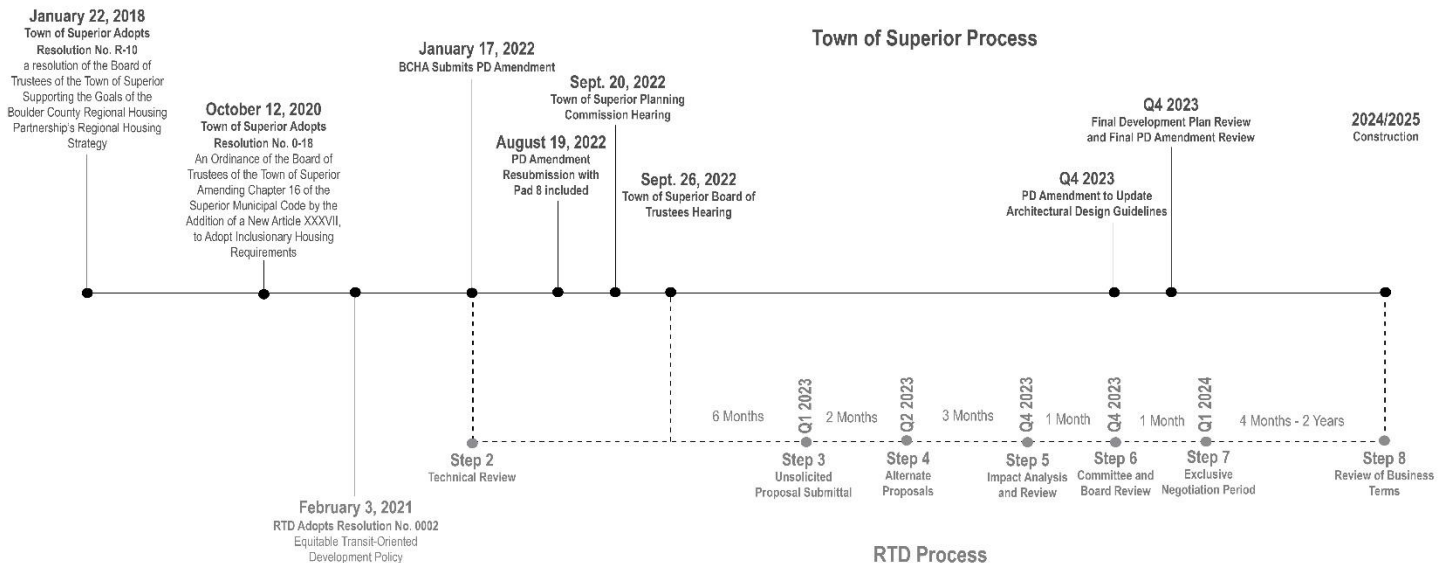 January 22, 2018
Town of Superior Adopts
Resolution No. R-10
a resolution of the Board of
Trustees of the Town of Superior
Supporting the Goals of the
Boulder County Regional Housing
Partnership's Regional Housing
Strategy
October 12, 2020
Town of Superior Adopts
Resolution No. 0-18
An Ordinance of the Board of
Trustees of the Town of Superior
Amending Chapter 16 of the
Superior Municipal Code by the
Addition of a New Article XXXVII,
to Adopt Inclusionary Housing
Requirements
January 17, 2022
BCHA Submits PD Amendment
August 19, 2022
PD Amendment
Resubmission with
Pad 8 included
Sept. 20, 2022
Town of Superior Planning
Commission Hearing
Sept. 26, 2022
Town of Superior Board of
Trustees Hearing
Town of Superior Process
Q4 2023
PD Amendment to Update
Architectural Design Guidelines
Q4 2023
Final Development Plan Review
and Final PD Amendment Review
2024/2025
Construction
February 3, 2021
RTD Adopts Resolution No. 0002
Equitable Transit-Oriented
Development Policy
Step 2
Technical Review
6 Months
Q1 2023
Step 3
Unsolicited
Proposal Submittal
2 Months
Q2 2023
Step 4
Alternate
Proposals
3 Months
Q4 2023
Step 5
Impact Analysis
and Review
1 Month
Q4 2023
Step 6
Committee and
Board Review
1 Month
Q1 2024
Step 7
Exclusive
Negotiation Period
4 Months - 2 Years
Step 8
Review of Business
Terms
RTD Process